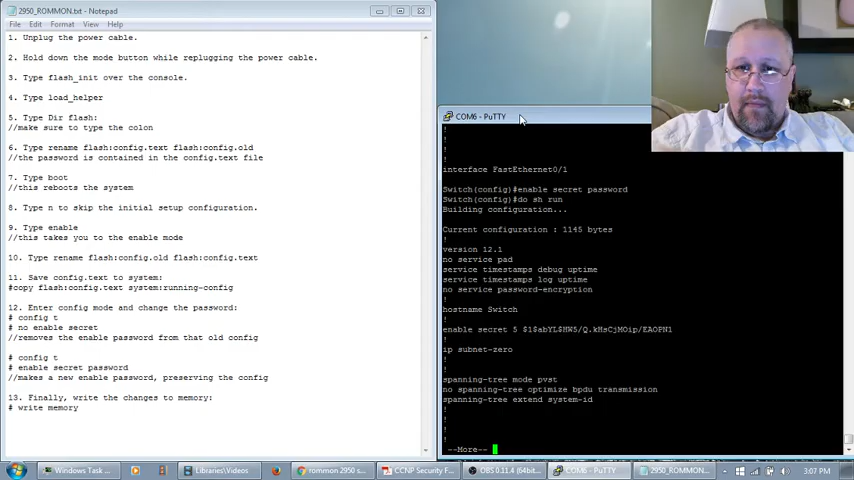 2950_ROMMON.txt - Notepad
File Edit Format View Help
1. Unplug the power cable.
2. Hold down the mode button while replugging the power cable.
3. Type flash_init over the console.
4. Type load_helper
5. Type Dir flash:
//make sure to type the colon
6. Type rename flash:config.text flash:config.old
//the password is contained in the config.text file
7. Type boot
//this reboots the system
8. Type n to skip the initial setup configuration.
9. Type enable
//this takes you to the enable mode
10. Type rename flash:config.old flash:config.text
11. Save config.text to system:
#copy flash:config.text system:running-config
12. Enter config mode and change the password:
# config t
# no enable secret
//removes the enable password from that old config
# config t
# enable secret password
//makes a new enable password, preserving the config
13. Finally, write the changes to memory:
# write memory
COM6 - PuTTY
!
!
!
!
interface FastEthernet0/1
Switch(config)#enable secret password
Switch(config)#do sh run
Building configuration...
Current configuration : 1145 bytes
!
version 12.1
no service pad
service timestamps debug uptime
service timestamps log uptime
no service password-encryption
!
hostname Switch
!
enable secret 5 $1$abYL$HW5/Q.kHsCjMOip/EAOPN1
!
ip subnet-zero
!
!
spanning-tree mode pvst
no spanning-tree optimize bpdu transmission
spanning-tree extend system-id
!
!
!
!
--More--
Windows Task ...
Libraries\Videos
rommon 2950 s...
CCNP Security F...
OBS 0.11.4 (64bit...
COM6 - PuTTY
2950_ROMMON...
3:07 PM